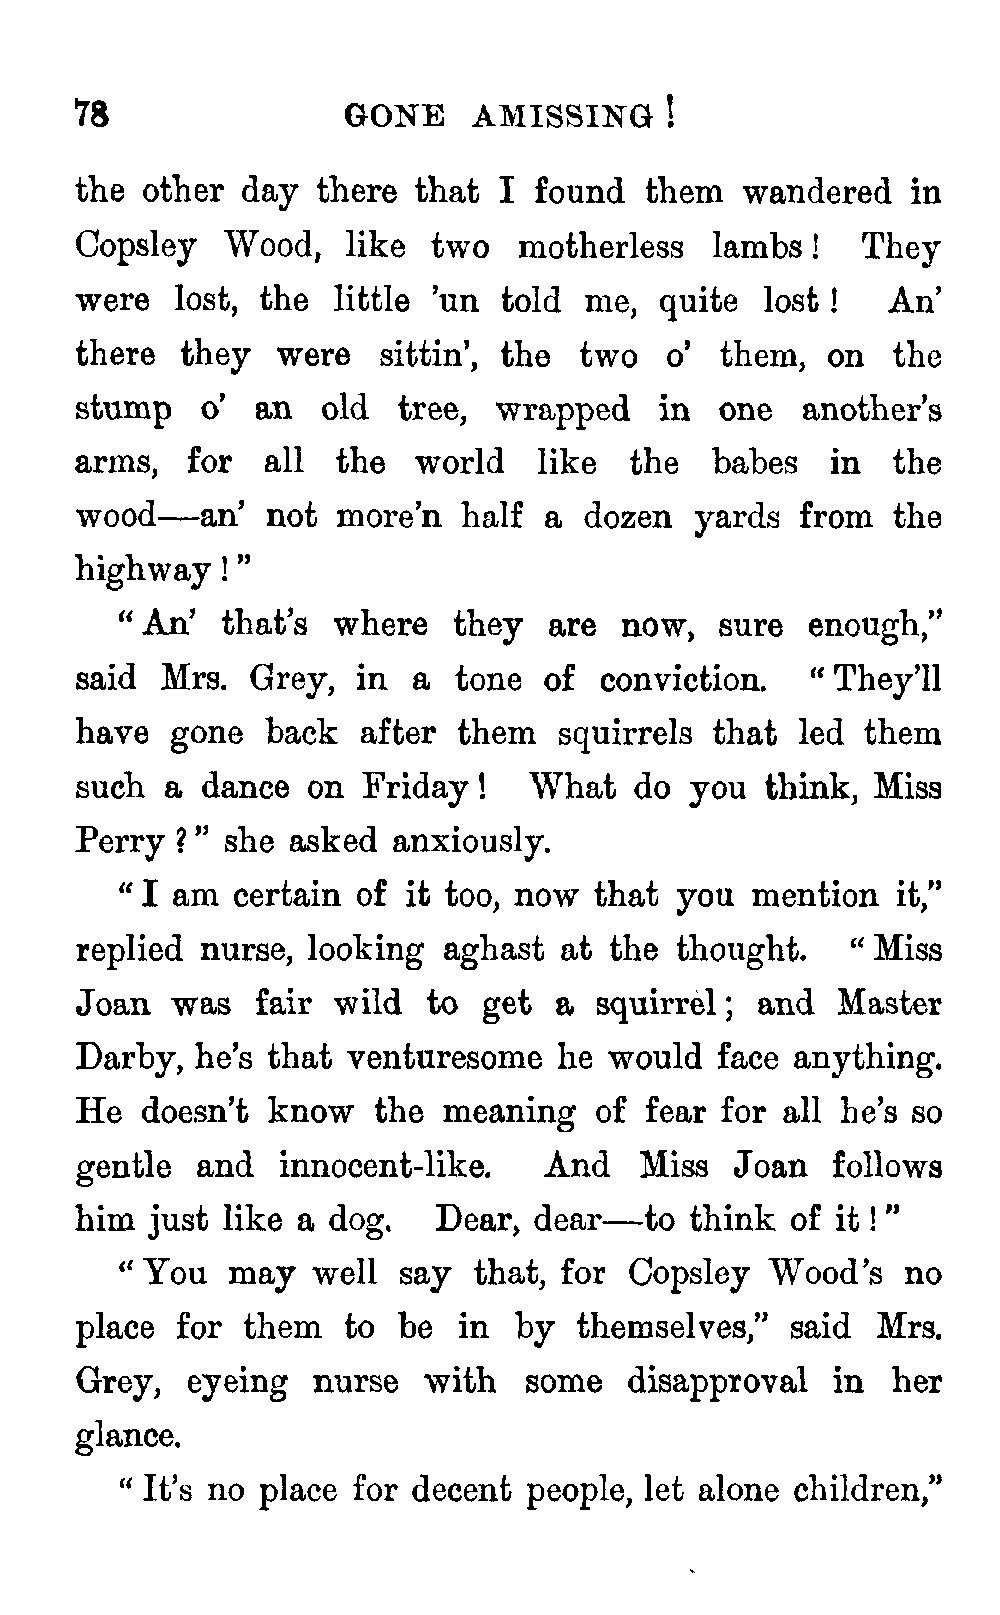 78 GONE AMISSING!
the other day there that I found them wandered in
Copsley Wood, like two motherless lambs! They
were lost, the little 'un told me, quite lost! An'
there they were sittin', the two o' them, on the
stump o' an old tree, wrapped in one another's
arms, for all the world like the babes in the
wood—an' not more'n half a dozen yards from the
highway!"
"An' that's where they are now, sure enough,"
said Mrs. Grey, in a tone of conviction. "They'll
have gone back after them squirrels that led them
such a dance on Friday! What do you think, Miss
Perry?" she asked anxiously.
"I am certain of it too, now that you mention it,"
replied nurse, looking aghast at the thought. "Miss
Joan was fair wild to get a squirrel; and Master
Darby, he's that venturesome he would face anything.
He doesn't know the meaning of fear for all he's so
gentle and innocent-like. And Miss Joan follows
him just like a dog. Dear, dear—to think of it!"
"You may well say that, for Copsley Wood's no
place for them to be in by themselves," said Mrs.
Grey, eyeing nurse with some disapproval in her
glance.
"It's no place for decent people, let alone children,"